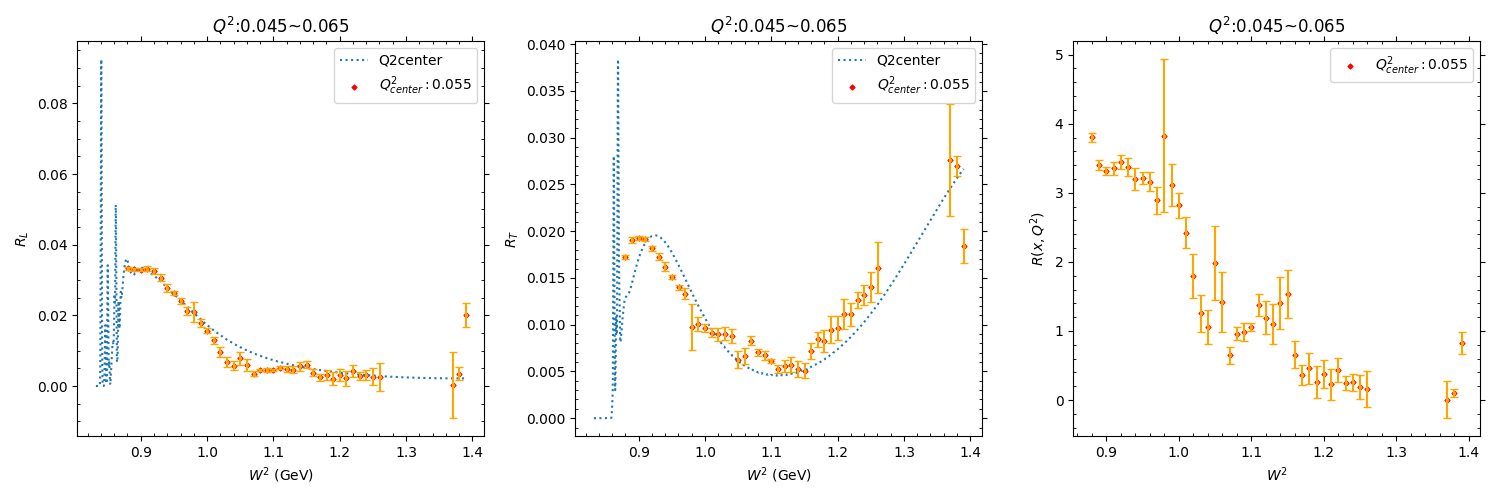 Q²:0.045~0.065
Q2center
Q²center:0.055
0.08
0.06
0.04
0.02
0.00
R_L
0.9 1.0 1.1 1.2 1.3 1.4
W² (GeV)
Q²:0.045~0.065
Q2center
Q²center:0.055
0.040
0.035
0.030
0.025
0.020
0.015
0.010
0.005
0.000
R_T
0.9 1.0 1.1 1.2 1.3 1.4
W² (GeV)
Q²:0.045~0.065
Q²center:0.055
5
4
3
2
1
0
R(x, Q²)
0.9 1.0 1.1 1.2 1.3 1.4
W²